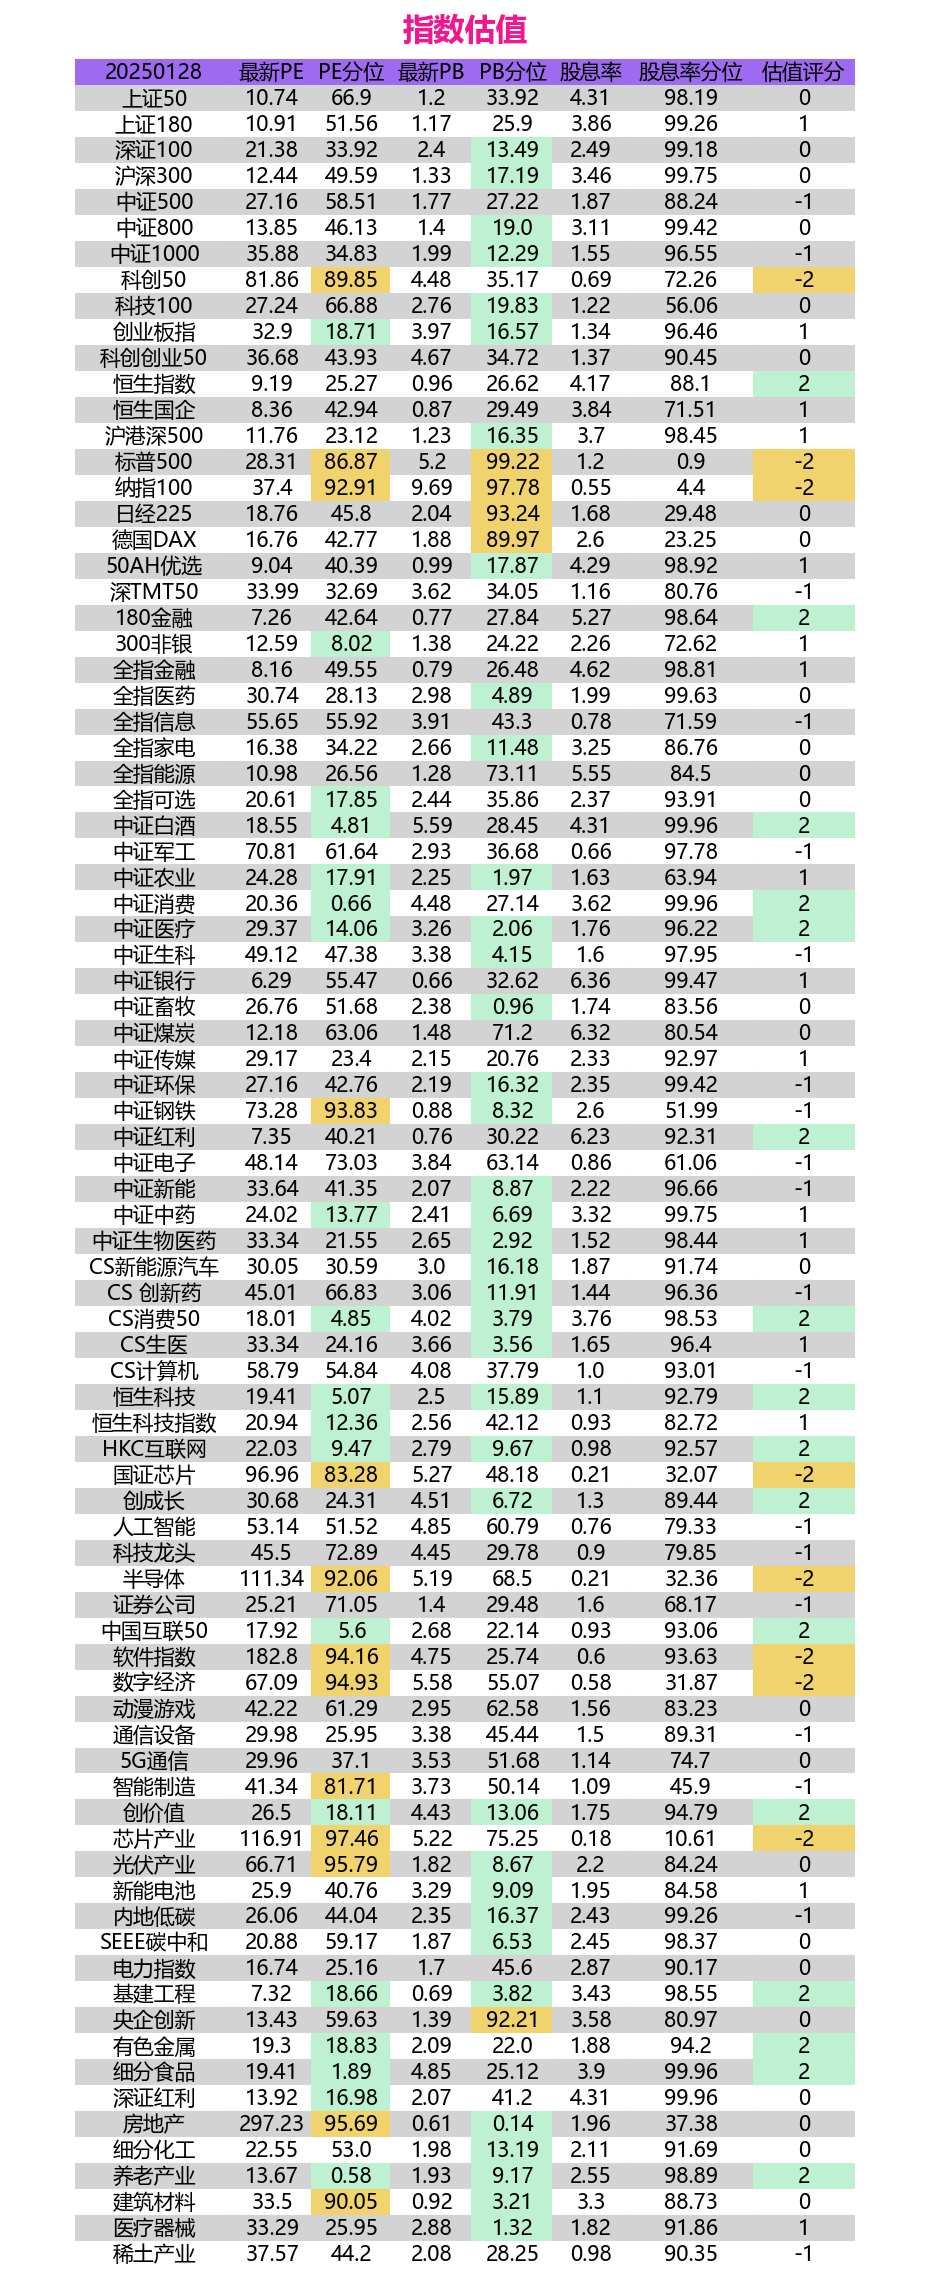 指数估值
20250128 最新PE PE分位 最新PB PB分位 股息率 股息率分位 估值评分
上证50 10.74 66.9 1.2 33.92 4.31 98.19 0
上证180 10.91 51.56 1.17 25.9 3.86 99.26 1
深证100 21.38 33.92 2.4 13.49 2.49 99.18 0
沪深300 12.44 49.59 1.33 17.19 3.46 99.75 0
中证500 27.16 58.51 1.77 27.22 1.87 88.24 -1
中证800 13.85 46.13 1.4 19.0 3.11 99.42 0
中证1000 35.88 34.83 1.99 12.29 1.55 96.55 -1
科创50 81.86 89.85 4.48 35.17 0.69 72.26 -2
科技100 27.24 66.88 2.76 19.83 1.22 56.06 0
创业板指 32.9 18.71 3.97 16.57 1.34 96.46 1
科创创业50 36.68 43.93 4.67 34.72 1.37 90.45 0
恒生指数 9.19 25.27 0.96 26.62 4.17 88.1 2
恒生国企 8.36 42.94 0.87 29.49 3.84 71.51 1
沪港深500 11.76 23.12 1.23 16.35 3.7 98.45 1
标普500 28.31 86.87 5.2 99.22 1.2 0.9 -2
纳指100 37.4 92.91 9.69 97.78 0.55 4.4 -2
日经225 18.76 45.8 2.04 93.24 1.68 29.48 0
德国DAX 16.76 42.77 1.88 89.97 2.6 23.25 0
50AH优选 9.04 40.39 0.99 17.87 4.29 98.92 1
深TMT50 33.99 32.69 3.62 34.05 1.16 80.76 -1
180金融 7.26 42.64 0.77 27.84 5.27 98.64 2
300非银 12.59 8.02 1.38 24.22 2.26 72.62 1
全指金融 8.16 49.55 0.79 26.48 4.62 98.81 1
全指医药 30.74 28.13 2.98 4.89 1.99 99.63 0
全指信息 55.65 55.92 3.91 43.3 0.78 71.59 -1
全指家电 16.38 34.22 2.66 11.48 3.25 86.76 0
全指能源 10.98 26.56 1.28 73.11 5.55 84.5 0
全指可选 20.61 17.85 2.44 35.86 2.37 93.91 0
中证白酒 18.55 4.81 5.59 28.45 4.31 99.96 2
中证军工 70.81 61.64 2.93 36.68 0.66 97.78 -1
中证农业 24.28 17.91 2.25 1.97 1.63 63.94 1
中证消费 20.36 0.66 4.48 27.14 3.62 99.96 2
中证医疗 29.37 14.06 3.26 2.06 1.76 96.22 2
中证生科 49.12 47.38 3.38 4.15 1.6 97.95 -1
中证银行 6.29 55.47 0.66 32.62 6.36 99.47 1
中证畜牧 26.76 51.68 2.38 0.96 1.74 83.56 0
中证煤炭 12.18 63.06 1.48 71.2 6.32 80.54 0
中证传媒 29.17 23.4 2.15 20.76 2.33 92.97 1
中证环保 27.16 42.76 2.19 16.32 2.35 99.42 -1
中证钢铁 73.28 93.83 0.88 8.32 2.6 51.99 -1
中证红利 7.35 40.21 0.76 30.22 6.23 92.31 2
中证电子 48.14 73.03 3.84 63.14 0.86 61.06 -1
中证新能 33.64 41.35 2.07 8.87 2.22 96.66 -1
中证中药 24.02 13.77 2.41 6.69 3.32 99.75 1
中证生物医药 33.34 21.55 2.65 2.92 1.52 98.44 1
CS新能源汽车 30.05 30.59 3.0 16.18 1.87 91.74 0
CS 创新药 45.01 66.83 3.06 11.91 1.44 96.36 -1
CS消费50 18.01 4.85 4.02 3.79 3.76 98.53 2
CS生医 33.34 24.16 3.66 3.56 1.65 96.4 1
CS计算机 58.79 54.84 4.08 37.79 1.0 93.01 -1
恒生科技 19.41 5.07 2.5 15.89 1.1 92.79 2
恒生科技指数 20.94 12.36 2.56 42.12 0.93 82.72 1
HKC互联网 22.03 9.47 2.79 9.67 0.98 92.57 2
国证芯片 96.96 83.28 5.27 48.18 0.21 32.07 -2
创成长 30.68 24.31 4.51 6.72 1.3 89.44 2
人工智能 53.14 51.52 4.85 60.79 0.76 79.33 -1
科技龙头 45.5 72.89 4.45 29.78 0.9 79.85 -1
半导体 111.34 92.06 5.19 68.5 0.21 32.36 -2
证券公司 25.21 71.05 1.4 29.48 1.6 68.17 -1
中国互联50 17.92 5.6 2.68 22.14 0.93 93.06 2
软件指数 182.8 94.16 4.75 25.74 0.6 93.63 -2
数字经济 67.09 94.93 5.58 55.07 0.58 31.87 -2
动漫游戏 42.22 61.29 2.95 62.58 1.56 83.23 0
通信设备 29.98 25.95 3.38 45.44 1.5 89.31 -1
5G通信 29.96 37.1 3.53 51.68 1.14 74.7 0
智能制造 41.34 81.71 3.73 50.14 1.09 45.9 -1
创价值 26.5 18.11 4.43 13.06 1.75 94.79 2
芯片产业 116.91 97.46 5.22 75.25 0.18 10.61 -2
光伏产业 66.71 95.79 1.82 8.67 2.2 84.24 0
新能电池 25.9 40.76 3.29 9.09 1.95 84.58 1
内地低碳 26.06 44.04 2.35 16.37 2.43 99.26 -1
SEEE碳中和 20.88 59.17 1.87 6.53 2.45 98.37 0
电力指数 16.74 25.16 1.7 45.6 2.87 90.17 0
基建工程 7.32 18.66 0.69 3.82 3.43 98.55 2
央企创新 13.43 59.63 1.39 92.21 3.58 80.97 0
有色金属 19.3 18.83 2.09 22.0 1.88 94.2 2
细分食品 19.41 1.89 4.85 25.12 3.9 99.96 2
深证红利 13.92 16.98 2.07 41.2 4.31 99.96 0
房地产 297.23 95.69 0.61 0.14 1.96 37.38 0
细分化工 22.55 53.0 1.98 13.19 2.11 91.69 0
养老产业 13.67 0.58 1.93 9.17 2.55 98.89 2
建筑材料 33.5 90.05 0.92 3.21 3.3 88.73 0
医疗器械 33.29 25.95 2.88 1.32 1.82 91.86 1
稀土产业 37.57 44.2 2.08 28.25 0.98 90.35 -1